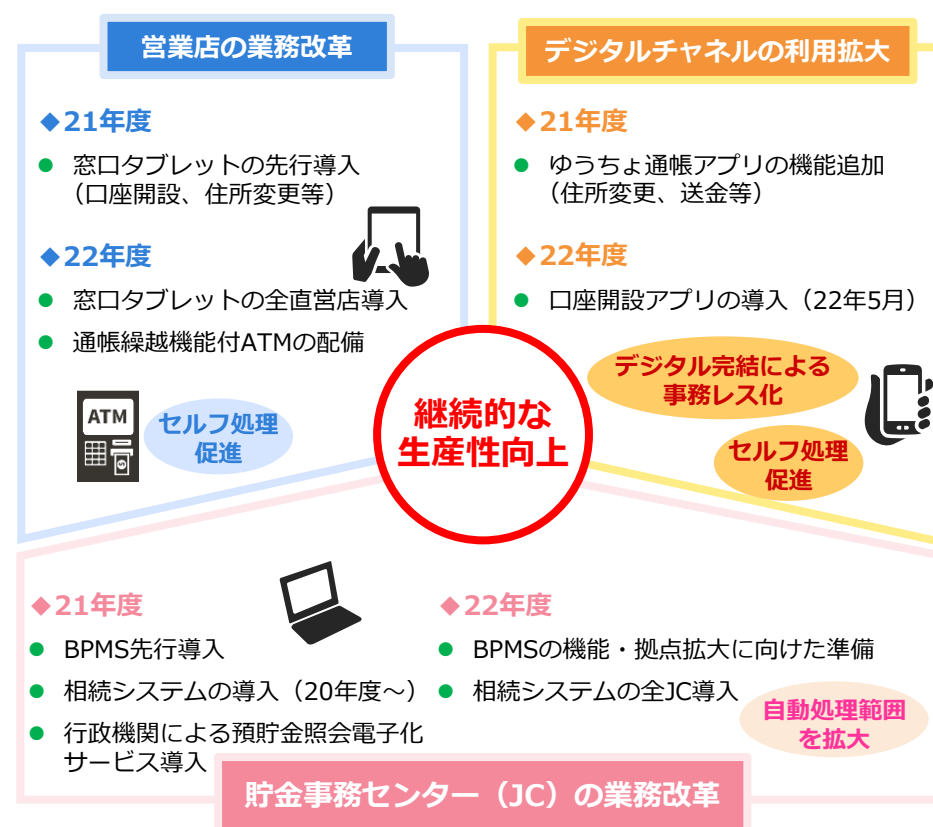 営業店の業務改革
◆21年度
● 窓口タブレットの先行導入
（口座開設、住所変更等）
◆22年度
● 窓口タブレットの全直営店導入
● 通帳繰越機能付ATMの配備
ATM
セルフ処理
促進
デジタルチャネルの利用拡大
◆21年度
● ゆうちょ通帳アプリの機能追加
（住所変更、送金等）
◆22年度
● 口座開設アプリの導入（22年5月）
デジタル完結による
事務レス化
セルフ処理
促進
継続的な
生産性向上
◆21年度
● BPMS先行導入
● 相続システムの導入（20年度～）
● 行政機関による預貯金照会電子化
サービス導入
◆22年度
● BPMSの機能・拠点拡大に向けた準備
● 相続システムの全JC導入
自動処理範囲
を拡大
貯金事務センター（JC）の業務改革